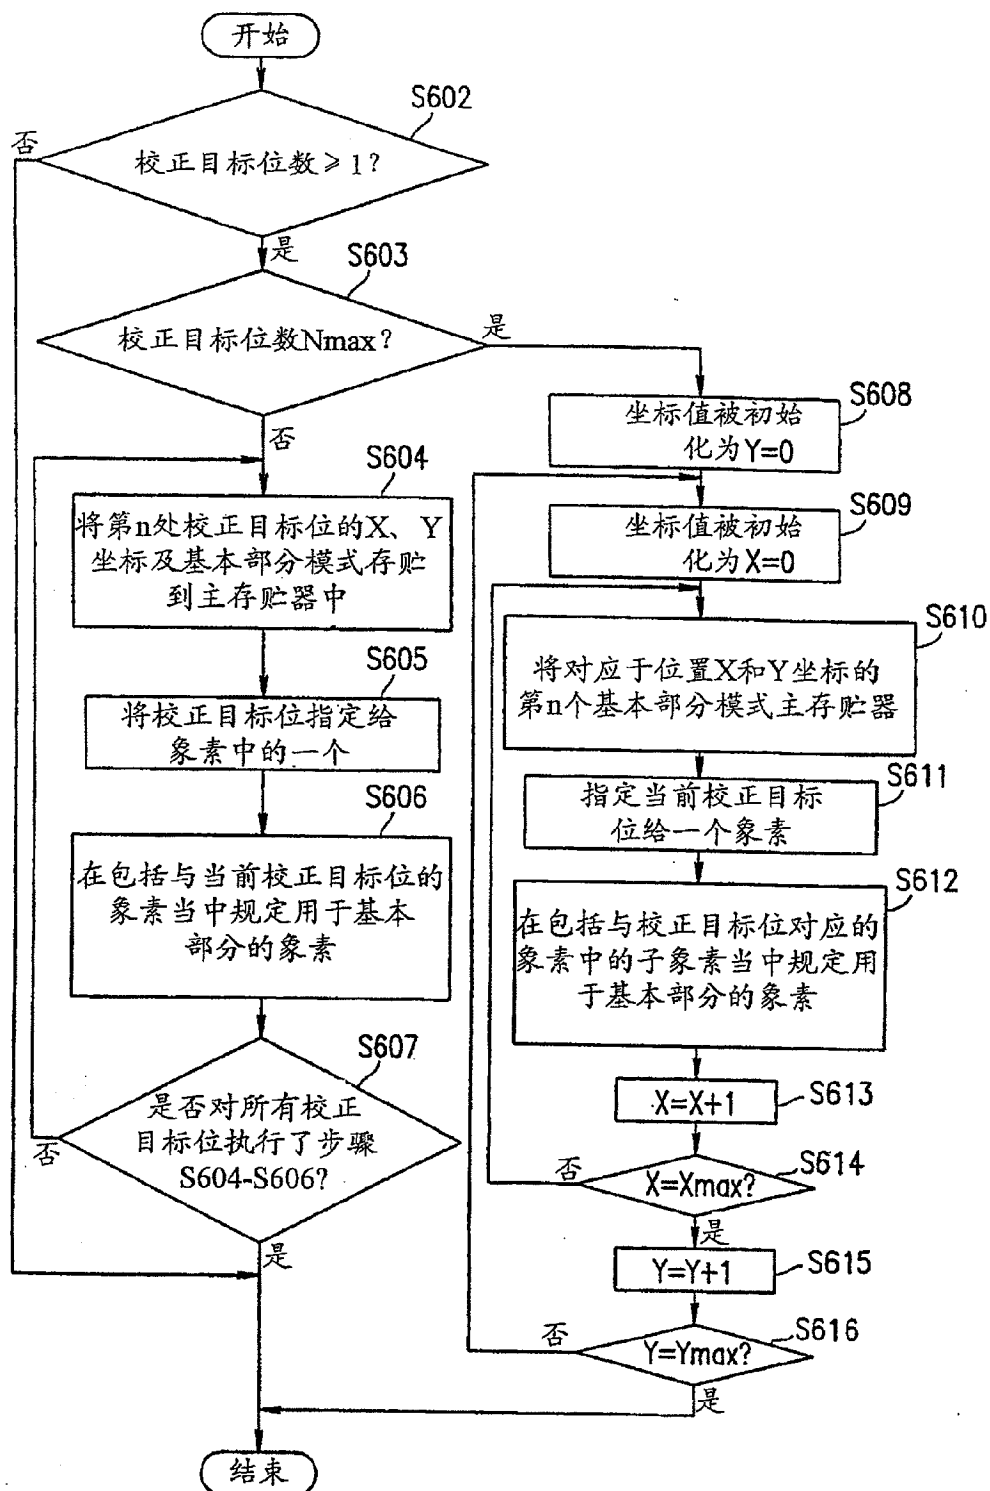 开始
S602
否
校正目标位数≥1?
是
S603
校正目标位数Nmax?
是
否
S604
将第n处校正目标位的X、Y
坐标及基本部分模式存贮
到主存贮器中
S605
将校正目标位指定给
象素中的一个
S606
在包括与当前校正目标位的
象素当中规定用于基本
部分的象素
S607
是否对所有校正
目标位执行了步骤
S604-S606?
否
是
S608
坐标值被初始
化为Y=0
S609
坐标值被初始
化为X=0
S610
将对应于位置X和Y坐标的
第n个基本部分模式主存贮器
S611
指定当前校正目标
位给一个象素
S612
在包括与校正目标位对应的
象素中的子象素当中规定用
于基本部分的象素
S613
X=X+1
S614
否
X=Xmax?
是
S615
Y=Y+1
S616
否
Y=Ymax?
是
结束